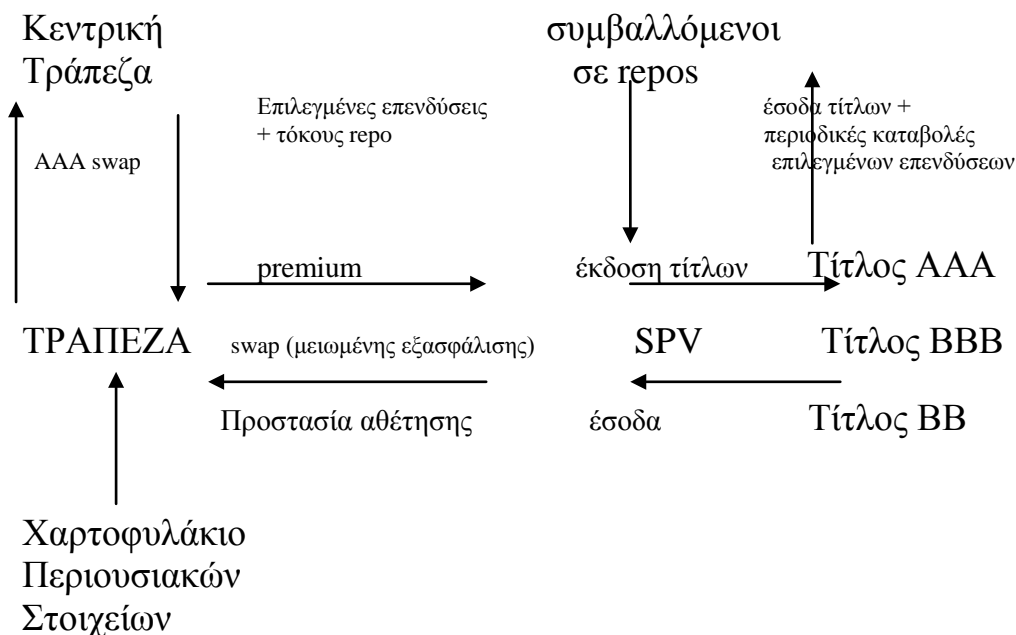 Κεντρική
Τράπεζα
συμβαλλόμενοι
σε repos
Επιλεγμένες επενδύσεις
+ τόκους repo
έσοδα τίτλων +
περιοδικές καταβολές
επιλεγμένων επενδύσεων
AAA swap
premium
έκδοση τίτλων
Τίτλος ΑΑΑ
ΤΡΑΠΕΖΑ
swap (μειωμένης εξασφάλισης)
SPV
Τίτλος ΒΒΒ
Προστασία αθέτησης
έσοδα
Τίτλος ΒΒ
Χαρτοφυλάκιο
Περιουσιακών
Στοιχείων